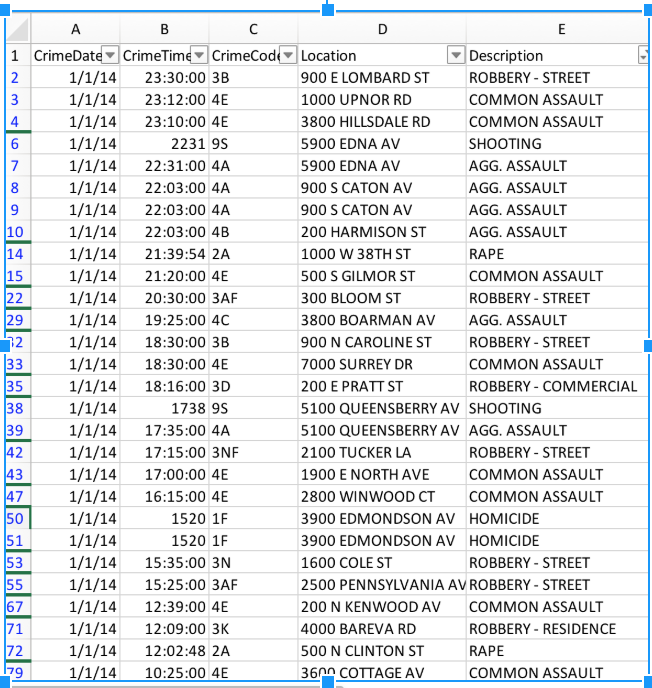 A B C D E
1 CrimeDate CrimeTime CrimeCode Location Description
2 1/1/14 23:30:00 3B 900 E LOMBARD ST ROBBERY - STREET
3 1/1/14 23:12:00 4E 1000 UPNOR RD COMMON ASSAULT
4 1/1/14 23:10:00 4E 3800 HILLSDALE RD COMMON ASSAULT
6 1/1/14 2231 9S 5900 EDNA AV SHOOTING
7 1/1/14 22:31:00 4A 5900 EDNA AV AGG. ASSAULT
8 1/1/14 22:03:00 4A 900 S CATON AV AGG. ASSAULT
9 1/1/14 22:03:00 4A 900 S CATON AV AGG. ASSAULT
10 1/1/14 22:03:00 4B 200 HARMISON ST AGG. ASSAULT
14 1/1/14 21:39:54 2A 1000 W 38TH ST RAPE
15 1/1/14 21:20:00 4E 500 S GILMOR ST COMMON ASSAULT
22 1/1/14 20:30:00 3AF 300 BLOOM ST ROBBERY - STREET
29 1/1/14 19:25:00 4C 3800 BOARMAN AV AGG. ASSAULT
32 1/1/14 18:30:00 3B 900 N CAROLINE ST ROBBERY - STREET
33 1/1/14 18:30:00 4E 7000 SURREY DR COMMON ASSAULT
35 1/1/14 18:16:00 3D 200 E PRATT ST ROBBERY - COMMERCIAL
38 1/1/14 1738 9S 5100 QUEENSBERRY AV SHOOTING
39 1/1/14 17:35:00 4A 5100 QUEENSBERRY AV AGG. ASSAULT
42 1/1/14 17:15:00 3NF 2100 TUCKER LA ROBBERY - STREET
43 1/1/14 17:00:00 4E 1900 E NORTH AVE COMMON ASSAULT
47 1/1/14 16:15:00 4E 2800 WINWOOD CT COMMON ASSAULT
50 1/1/14 1520 1F 3900 EDMONDSON AV HOMICIDE
51 1/1/14 1520 1F 3900 EDMONDSON AV HOMICIDE
53 1/1/14 15:35:00 3N 1600 COLE ST ROBBERY - STREET
55 1/1/14 15:25:00 3AF 2500 PENNSYLVANIA AV ROBBERY - STREET
67 1/1/14 12:39:00 4E 200 N KENWOOD AV COMMON ASSAULT
71 1/1/14 12:09:00 3K 4000 BAREVA RD ROBBERY - RESIDENCE
72 1/1/14 12:02:48 2A 500 N CLINTON ST RAPE
79 1/1/14 10:25:00 4E 3600 COTTAGE AV COMMON ASSAULT